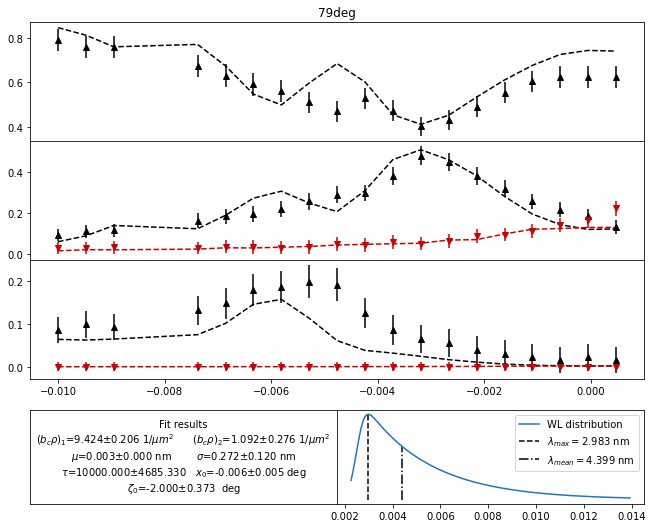 79deg
0.8
0.6
0.4
0.4
0.2
0.0
0.2
0.1
0.0
−0.010 −0.008 −0.006 −0.004 −0.002 0.000
Fit results
(b_cρ)_1=9.424±0.206 1/μm^2 (b_cρ)_2=1.092±0.276 1/μm^2
μ=0.003±0.000 nm σ=0.272±0.120 nm
τ=10000.000±4685.330 x_0=-0.006±0.005 deg
ζ_0=-2.000±0.373 deg
WL distribution
λ_max=2.983 nm
λ_mean=4.399 nm
0.002 0.004 0.006 0.008 0.010 0.012 0.014